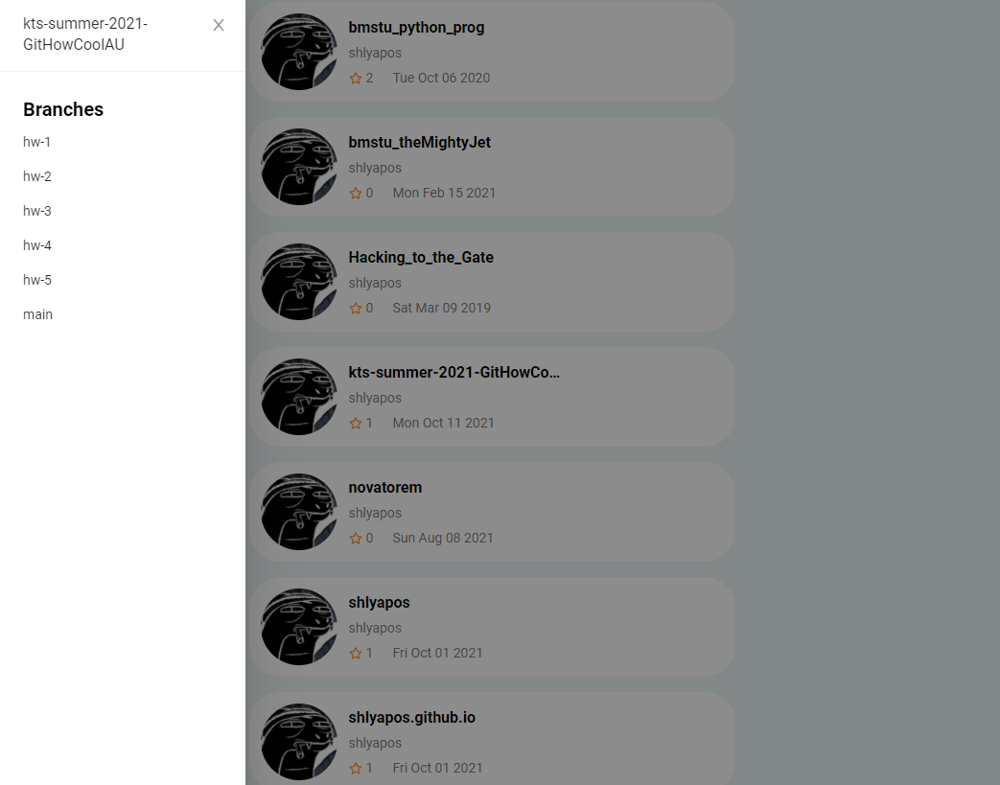 kts-summer-2021-
GitHowCoolAU
Branches
hw-1
hw-2
hw-3
hw-4
hw-5
main
bmstu_python_prog
shlyapos
2 Tue Oct 06 2020
bmstu_theMightyJet
shlyapos
0 Mon Feb 15 2021
Hacking_to_the_Gate
shlyapos
0 Sat Mar 09 2019
kts-summer-2021-GitHowCo...
shlyapos
1 Mon Oct 11 2021
novatorem
shlyapos
0 Sun Aug 08 2021
shlyapos
shlyapos
1 Fri Oct 01 2021
shlyapos.github.io
shlyapos
1 Fri Oct 01 2021